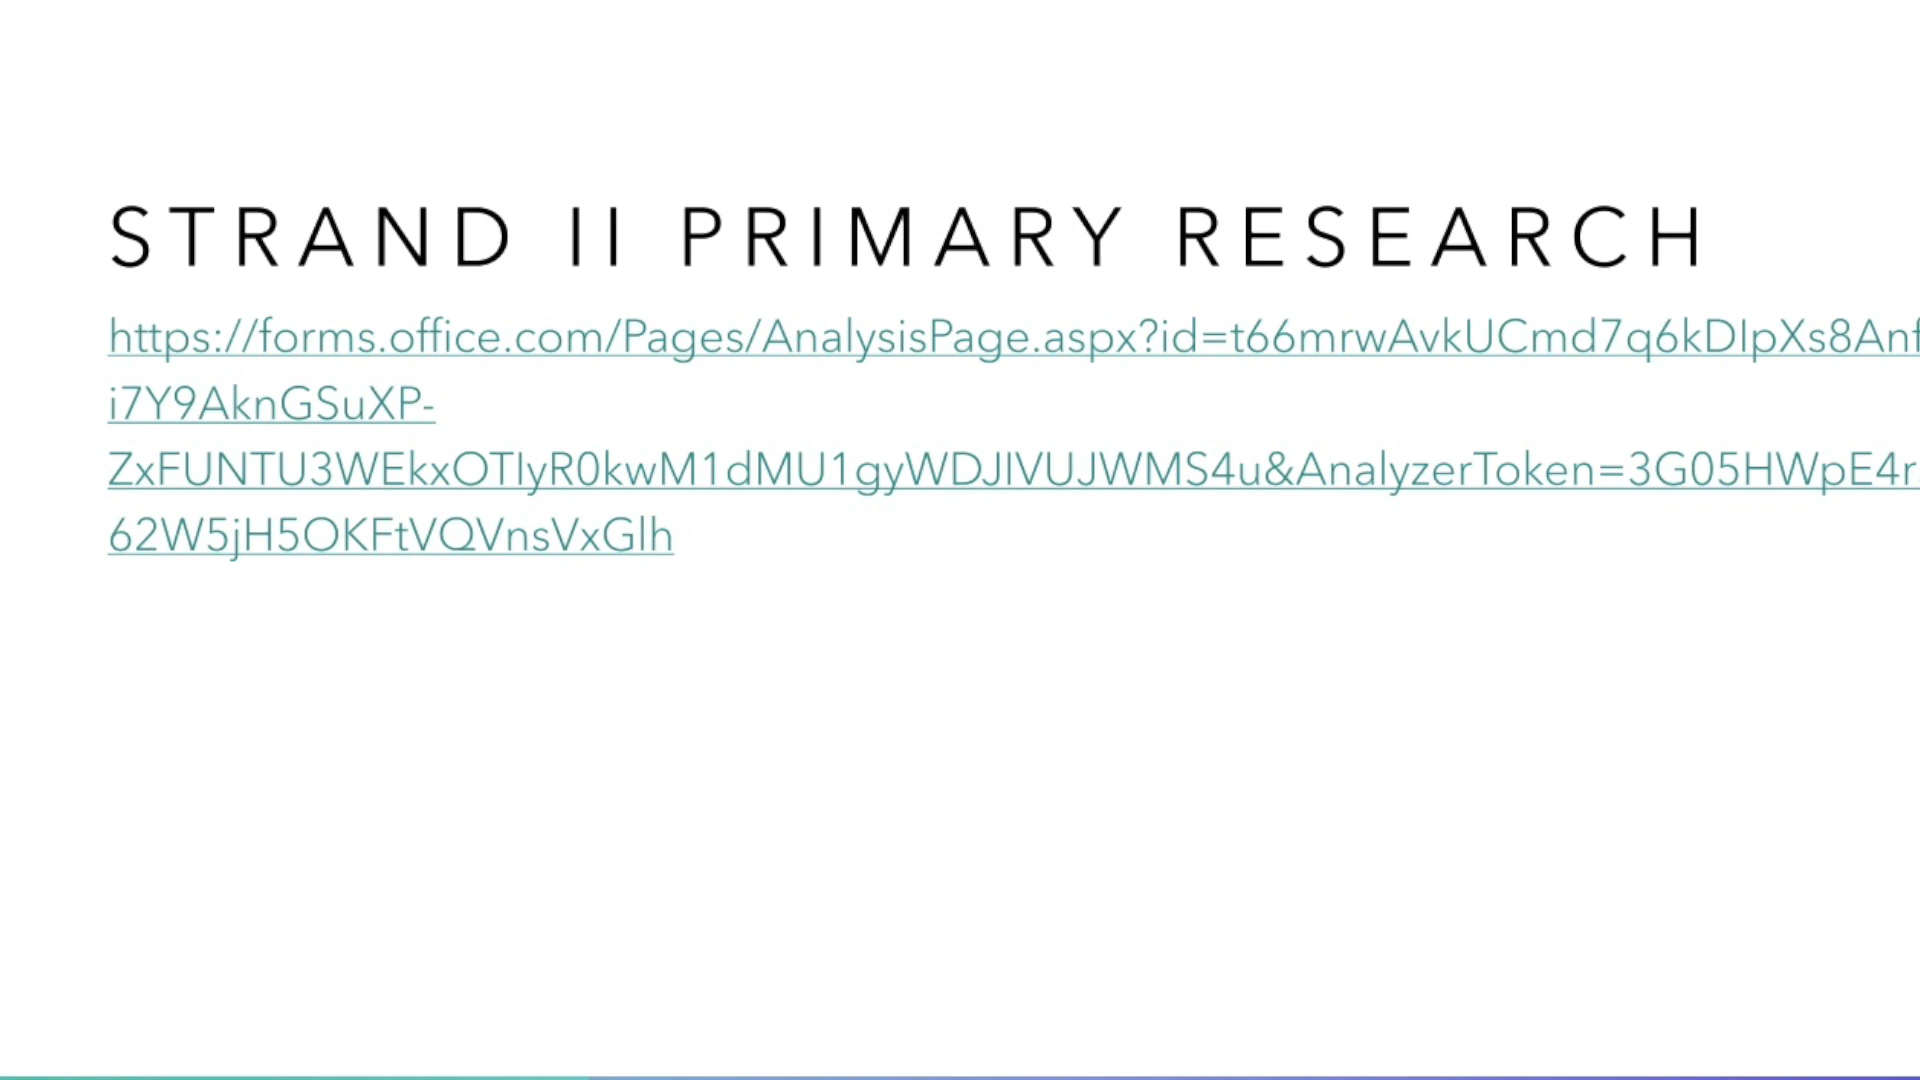 STRAND II PRIMARY RESEARCH
https://forms.office.com/Pages/AnalysisPage.aspx?id=t66mrwAvkUCmd7q6kDIpXs8Anf
i7Y9AknGSuXP-
ZxFUNTU3WEkxOTIyR0kwM1dMU1gyWDJIVUJWMS4u&AnalyzerToken=3G05HWpE4r
62W5jH5OKFtVQVnsVxGlh